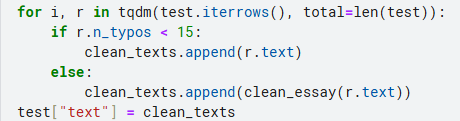 for i, r in tqdm(test.iterrows(), total=len(test)):
    if r.n_typos < 15:
        clean_texts.append(r.text)
    else:
        clean_texts.append(clean_essay(r.text))
test["text"] = clean_texts